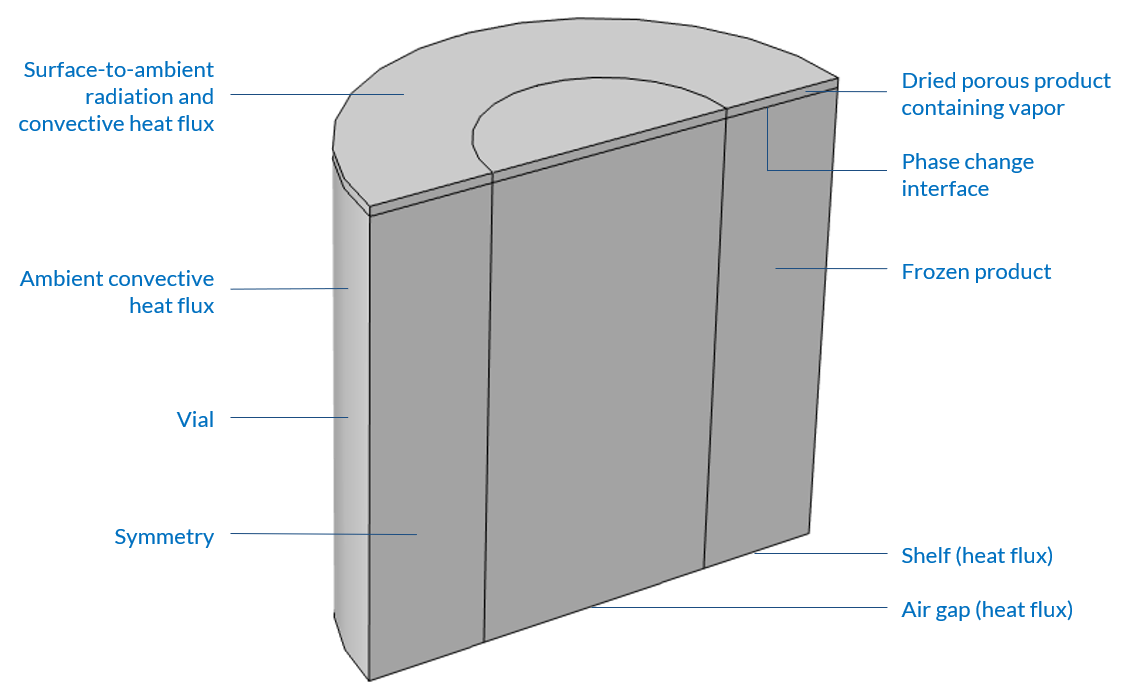 Surface-to-ambient
radiation and
convective heat flux
Ambient convective
heat flux
Vial
Symmetry
Dried porous product
containing vapor
Phase change
interface
Frozen product
Shelf (heat flux)
Air gap (heat flux)